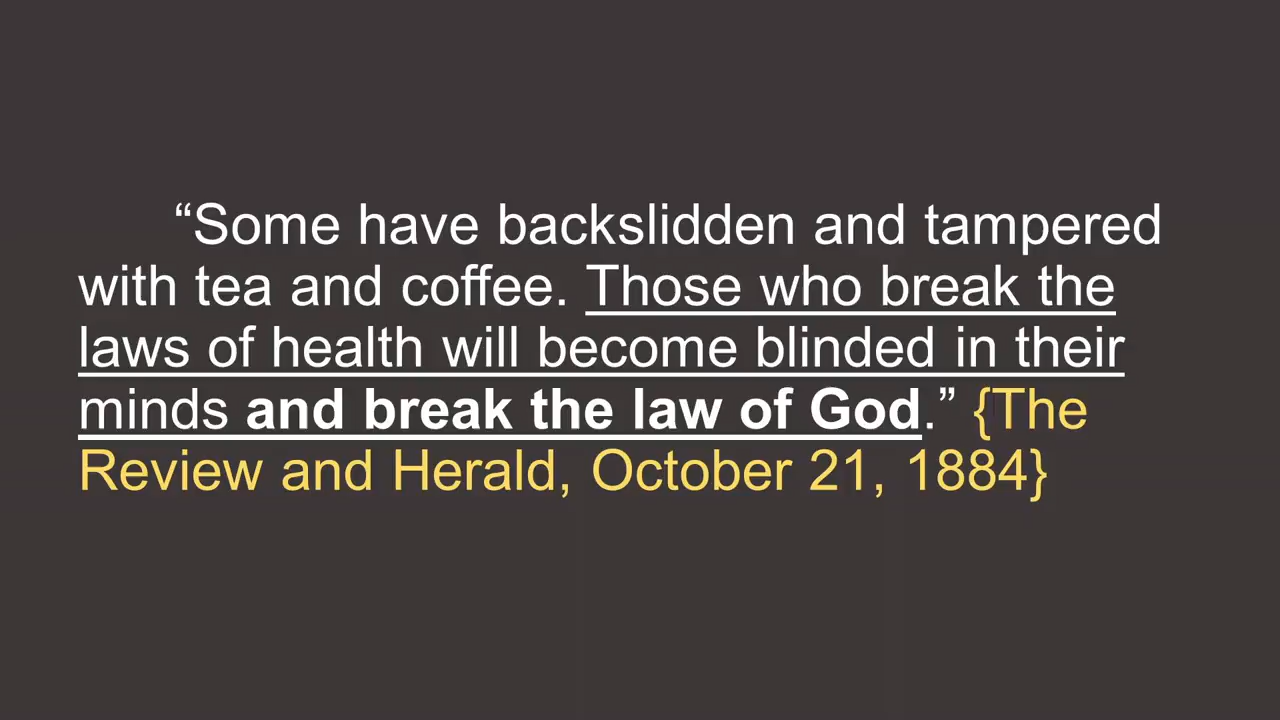 “Some have backslidden and tampered
with tea and coffee. Those who break the
laws of health will become blinded in their
minds and break the law of God.” {The
Review and Herald, October 21, 1884}